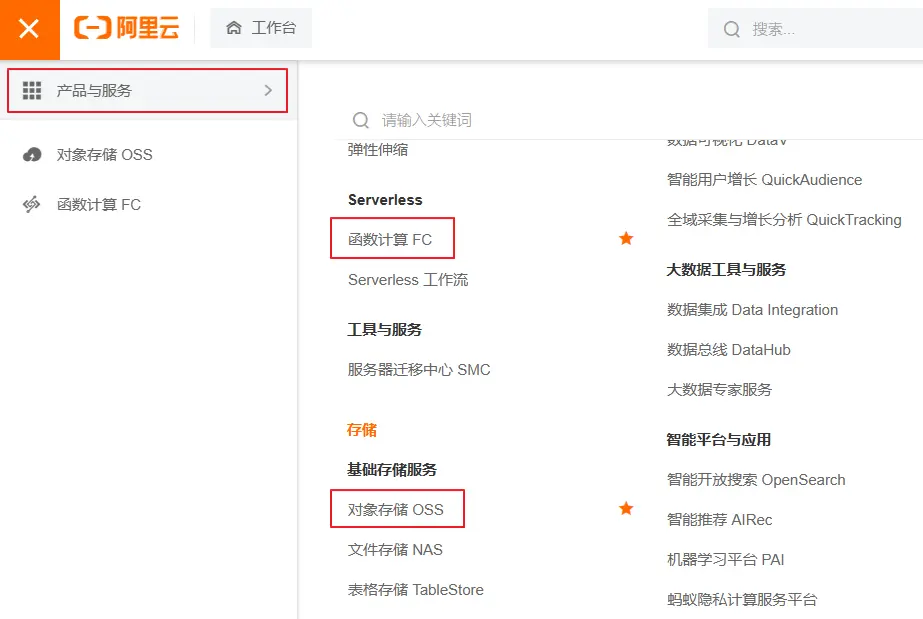 阿里云
工作台
搜索...
产品与服务
对象存储 OSS
函数计算 FC
请输入关键词
弹性伸缩
Serverless
函数计算 FC
Serverless 工作流
工具与服务
服务器迁移中心 SMC
存储
基础存储服务
对象存储 OSS
文件存储 NAS
表格存储 TableStore
数据可视化 DataV
智能用户增长 QuickAudience
全域采集与增长分析 QuickTracking
大数据工具与服务
数据集成 Data Integration
数据总线 DataHub
大数据专家服务
智能平台与应用
智能开放搜索 OpenSearch
智能推荐 AIRec
机器学习平台 PAI
蚂蚁隐私计算服务平台